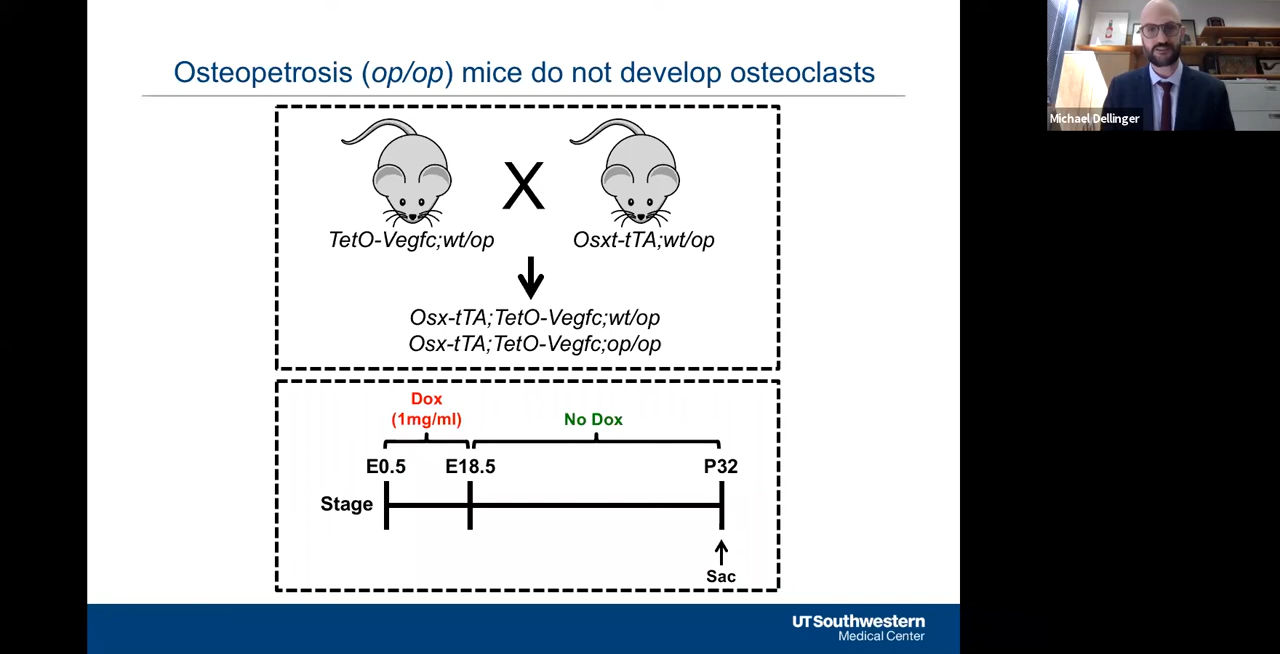 Osteopetrosis (op/op) mice do not develop osteoclasts
X
TetO-Vegfc;wt/op
Osxt-tTA;wt/op
Osx-tTA;TetO-Vegfc;wt/op
Osx-tTA;TetO-Vegfc;op/op
Dox
(1mg/ml)
No Dox
E0.5
E18.5
P32
Stage
Sac
UTSouthwestern
Medical Center
Michael Dellinger